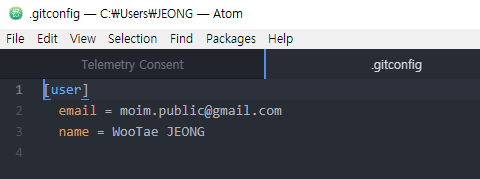 .gitconfig — C:₩Users₩JEONG — Atom
File Edit View Selection Find Packages Help
Telemetry Consent .gitconfig
1 [user]
2 email = moim.public@gmail.com
3 name = WooTae JEONG
4